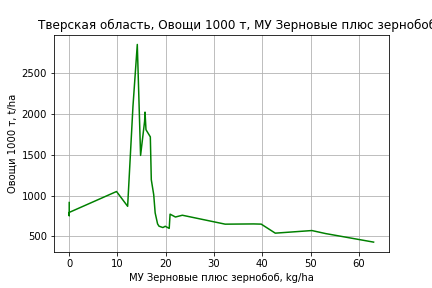 Тверская область, Овощи 1000 т, МУ Зерновые плюс зернобоб
2500
2000
1500
1000
500
Овощи 1000 т, t/ha
0 10 20 30 40 50 60
МУ Зерновые плюс зернобоб, kg/ha